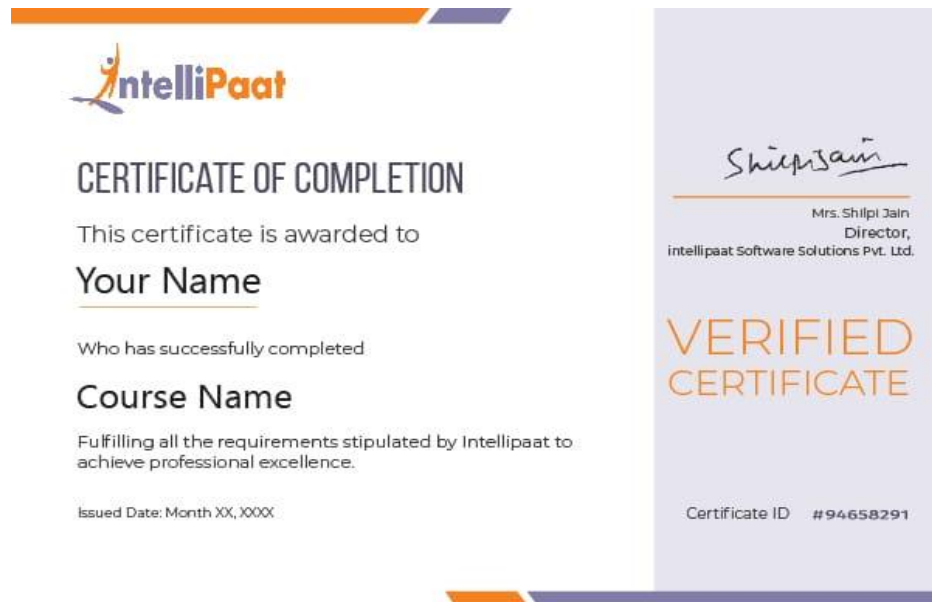 IntelliPaat
CERTIFICATE OF COMPLETION
This certificate is awarded to
Your Name
Who has successfully completed
Course Name
Fulfilling all the requirements stipulated by Intellipaat to
achieve professional excellence.
Issued Date: Month XX, XXXX
Shilpi Jain
Mrs. Shilpi Jain
Director,
intellipaat Software Solutions Pvt. Ltd.
VERIFIED
CERTIFICATE
Certificate ID #94658291